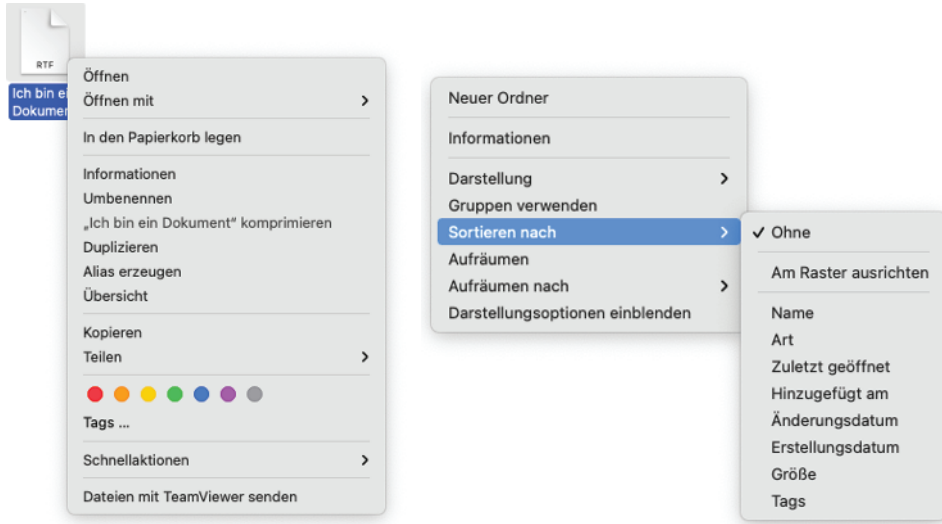 RTF
Ich bin ei
Dokumen
Öffnen
Öffnen mit
In den Papierkorb legen
Informationen
Umbenennen
„Ich bin ein Dokument“ komprimieren
Duplizieren
Alias erzeugen
Übersicht
Kopieren
Teilen
Tags ...
Schnellaktionen
Dateien mit TeamViewer senden
Neuer Ordner
Informationen
Darstellung
Gruppen verwenden
Sortieren nach
Aufräumen
Aufräumen nach
Darstellungsoptionen einblenden
Ohne
Am Raster ausrichten
Name
Art
Zuletzt geöffnet
Hinzugefügt am
Änderungsdatum
Erstellungsdatum
Größe
Tags